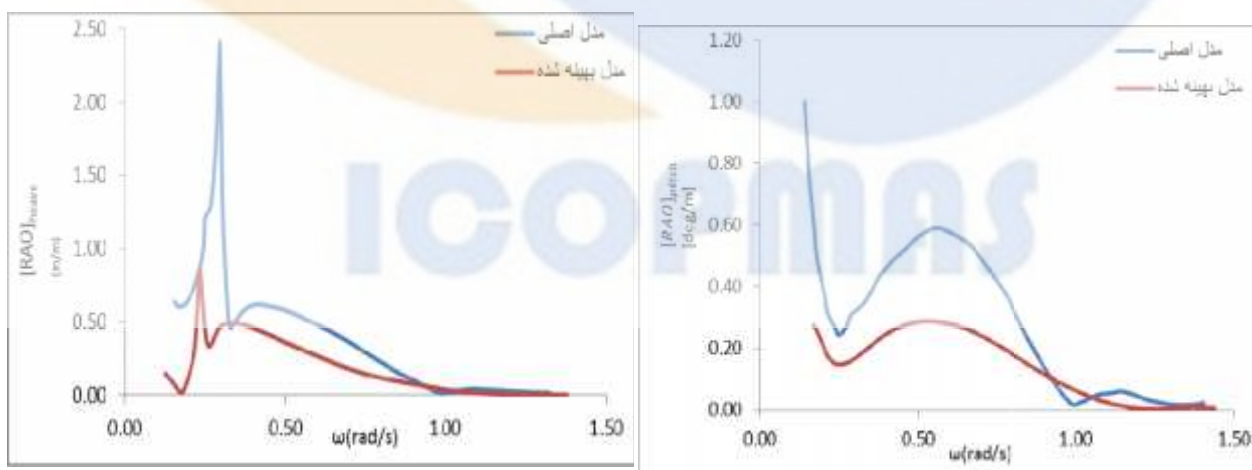 2.50
2.00
1.50
1.00
0.50
0.00
[RAO]heave
(m/m)
0.00 0.50 1.00 1.50
ω(rad/s)
مدل اصلی
مدل بهینه شده
1.20
1.00
0.80
0.60
0.40
0.20
0.00
[RAO]pitch
[deg/m]
0.00 0.50 1.00 1.50
ω(rad/s)
مدل اصلی
مدل بهینه شده
ICOPMAS